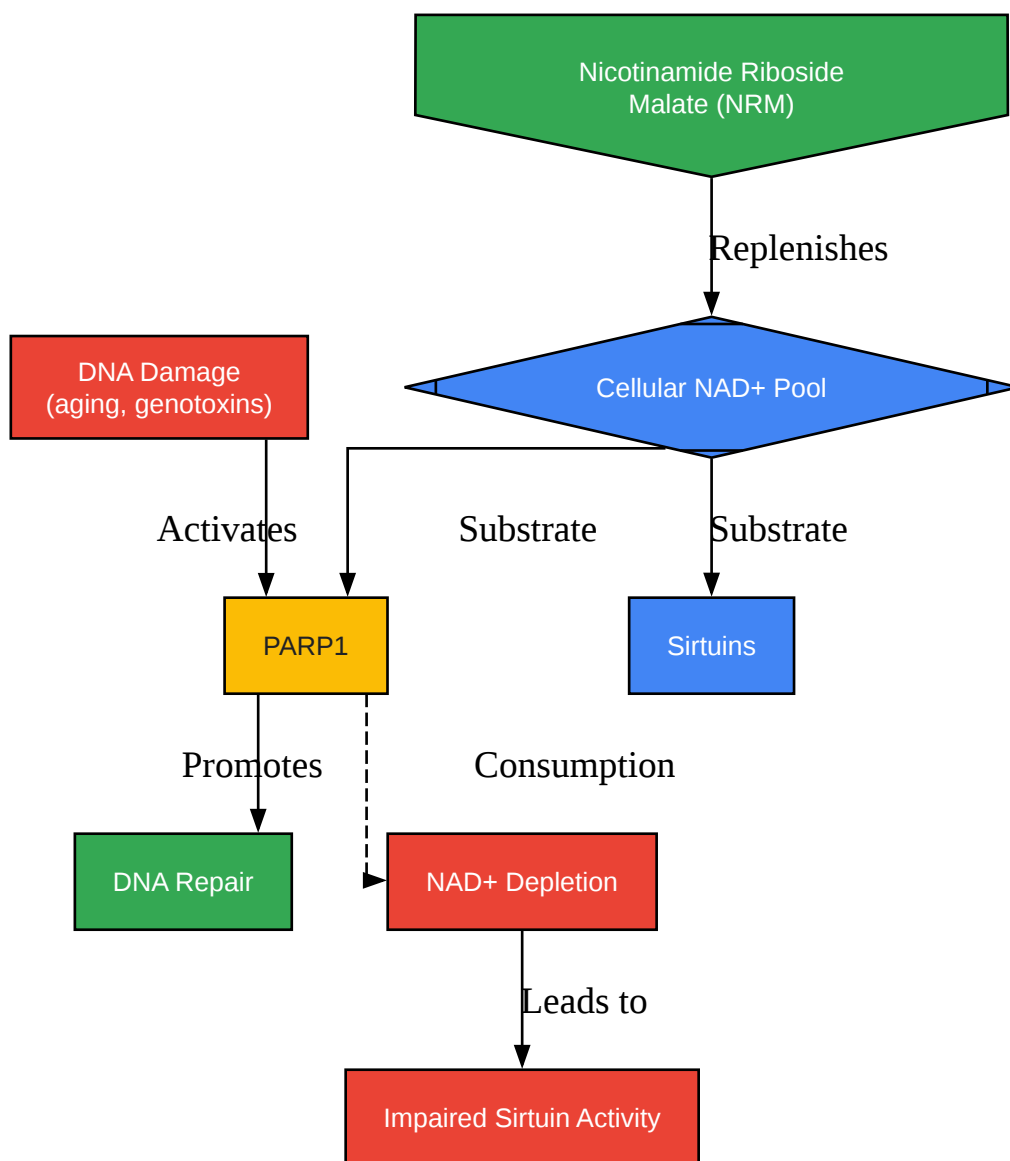 Nicotinamide Riboside
Malate (NRM)
Replenishes
DNA Damage
(aging, genotoxins)
Cellular NAD+ Pool
Activates
Substrate
Substrate
PARP1
Sirtuins
Promotes
Consumption
DNA Repair
NAD+ Depletion
Leads to
Impaired Sirtuin Activity